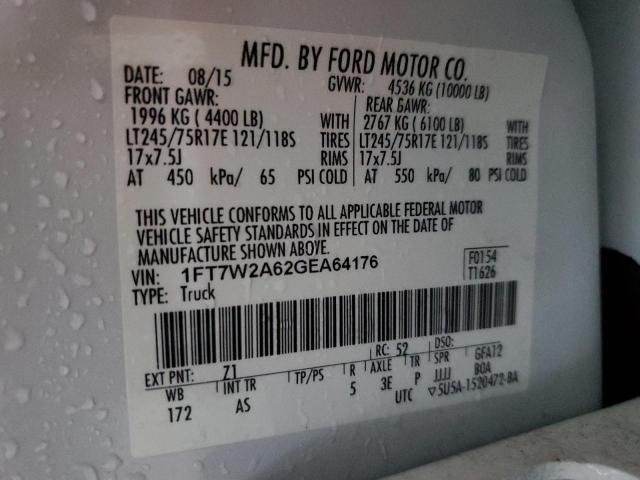 MFD. BY FORD MOTOR CO.
DATE: 08/15 GVWR: 4536 KG (10000 LB)
FRONT GAWR: REAR GAWR:
1996 KG ( 4400 LB) WITH 2767 KG ( 6100 LB) WITH
LT245/75R17E 121/118S TIRES LT245/75R17E 121/118S TIRES
17x7.5J RIMS 17x7.5J RIMS
AT 450 kPa/ 65 PSI COLD AT 550 kPa/ 80 PSI COLD
THIS VEHICLE CONFORMS TO ALL APPLICABLE FEDERAL MOTOR
VEHICLE SAFETY STANDARDS IN EFFECT ON THE DATE OF
MANUFACTURE SHOWN ABOVE.
VIN: 1FT7W2A62GEA64176 F0154
TYPE: Truck T1626
EXT PNT: Z1 RC: 52 DSO:
WB INT TR TP/PS R AXLE TR SPR GFA12
172 AS 5 3E P JJJJ BOA
UTC ▽5U5A-1520472-BA